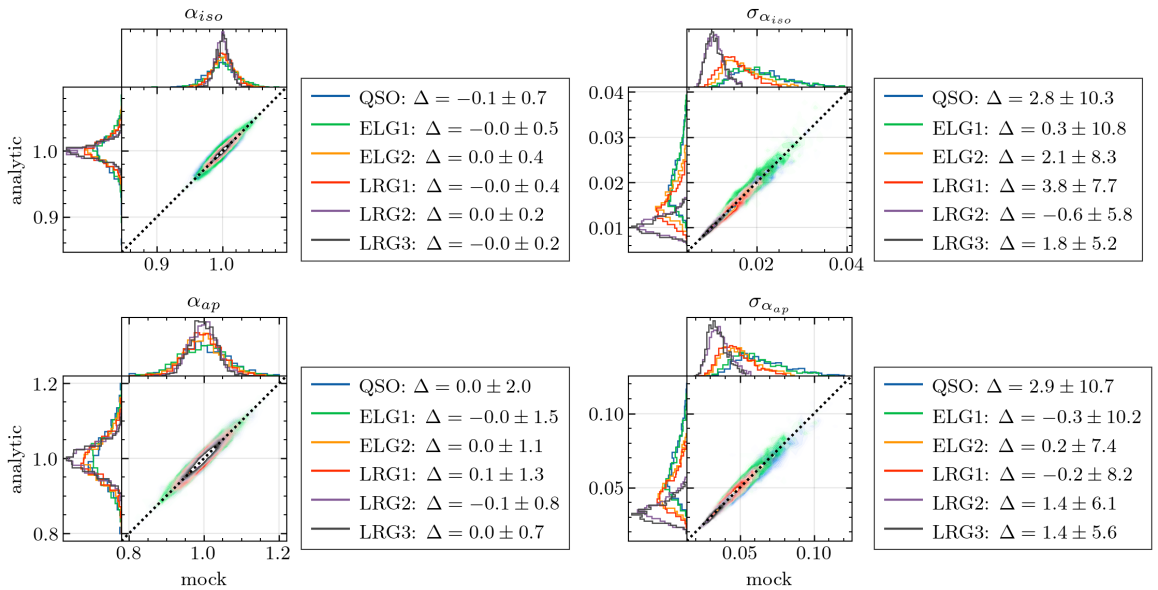 α_iso
QSO: Δ = −0.1 ± 0.7
ELG1: Δ = −0.0 ± 0.5
ELG2: Δ = 0.0 ± 0.4
LRG1: Δ = −0.0 ± 0.4
LRG2: Δ = 0.0 ± 0.2
LRG3: Δ = −0.0 ± 0.2
analytic
1.0
0.9
0.9 1.0
σ_α_iso
QSO: Δ = 2.8 ± 10.3
ELG1: Δ = 0.3 ± 10.8
ELG2: Δ = 2.1 ± 8.3
LRG1: Δ = 3.8 ± 7.7
LRG2: Δ = −0.6 ± 5.8
LRG3: Δ = 1.8 ± 5.2
0.04
0.03
0.02
0.01
0.02 0.04
α_ap
QSO: Δ = 0.0 ± 2.0
ELG1: Δ = −0.0 ± 1.5
ELG2: Δ = 0.0 ± 1.1
LRG1: Δ = 0.1 ± 1.3
LRG2: Δ = −0.1 ± 0.8
LRG3: Δ = 0.0 ± 0.7
analytic
1.2
1.0
0.8
0.8 1.0 1.2
mock
σ_α_ap
QSO: Δ = 2.9 ± 10.7
ELG1: Δ = −0.3 ± 10.2
ELG2: Δ = 0.2 ± 7.4
LRG1: Δ = −0.2 ± 8.2
LRG2: Δ = 1.4 ± 6.1
LRG3: Δ = 1.4 ± 5.6
0.10
0.05
0.05 0.10
mock